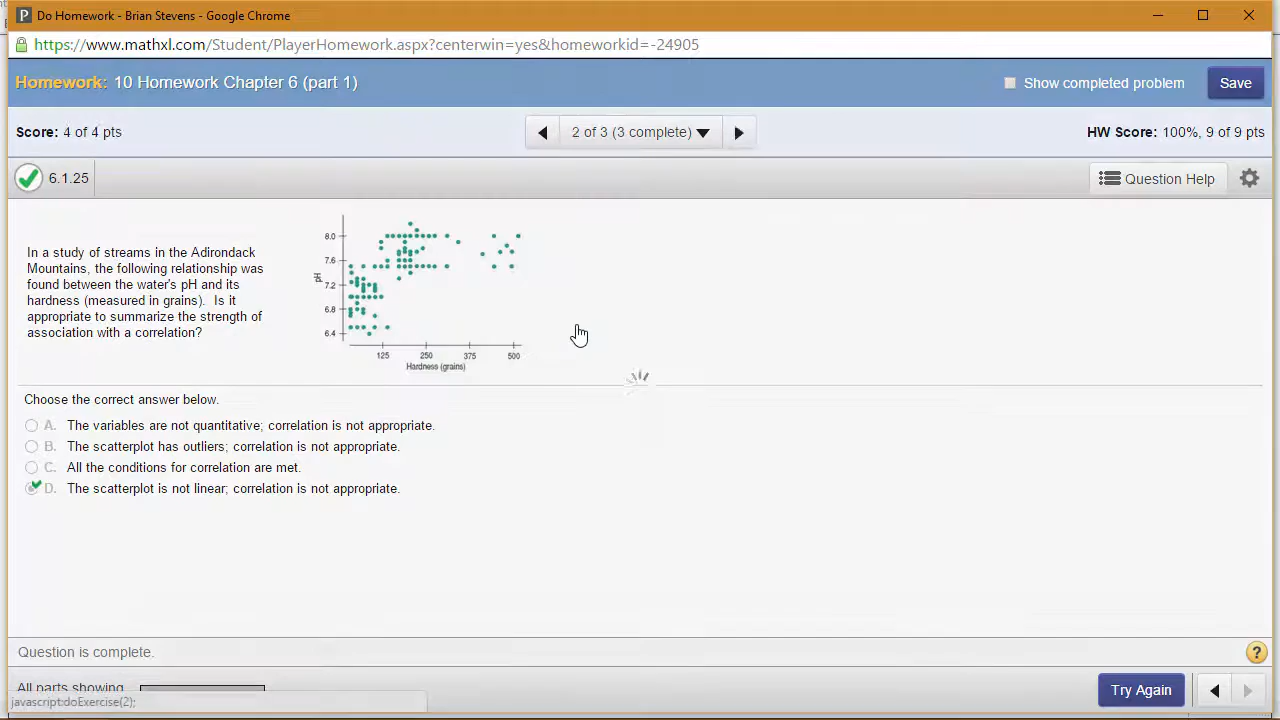 Do Homework - Brian Stevens - Google Chrome
https://www.mathxl.com/Student/PlayerHomework.aspx?centerwin=yes&homeworkid=-24905
Homework: 10 Homework Chapter 6 (part 1)
Show completed problem
Save
Score: 4 of 4 pts
2 of 3 (3 complete)
HW Score: 100%, 9 of 9 pts
6.1.25
Question Help
In a study of streams in the Adirondack
Mountains, the following relationship was
found between the water's pH and its
hardness (measured in grains). Is it
appropriate to summarize the strength of
association with a correlation?
8.0
7.6
7.2
6.8
6.4
pH
125 250 375 500
Hardness (grains)
Choose the correct answer below.
A. The variables are not quantitative; correlation is not appropriate.
B. The scatterplot has outliers; correlation is not appropriate.
C. All the conditions for correlation are met.
D. The scatterplot is not linear; correlation is not appropriate.
Question is complete.
?
All parts showing
Try Again
javascript:doExercise(2);